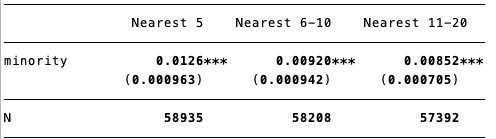 Nearest 5 Nearest 6-10 Nearest 11-20
minority 0.0126*** 0.00920*** 0.00852***
(0.000963) (0.000942) (0.000705)
N 58935 58208 57392